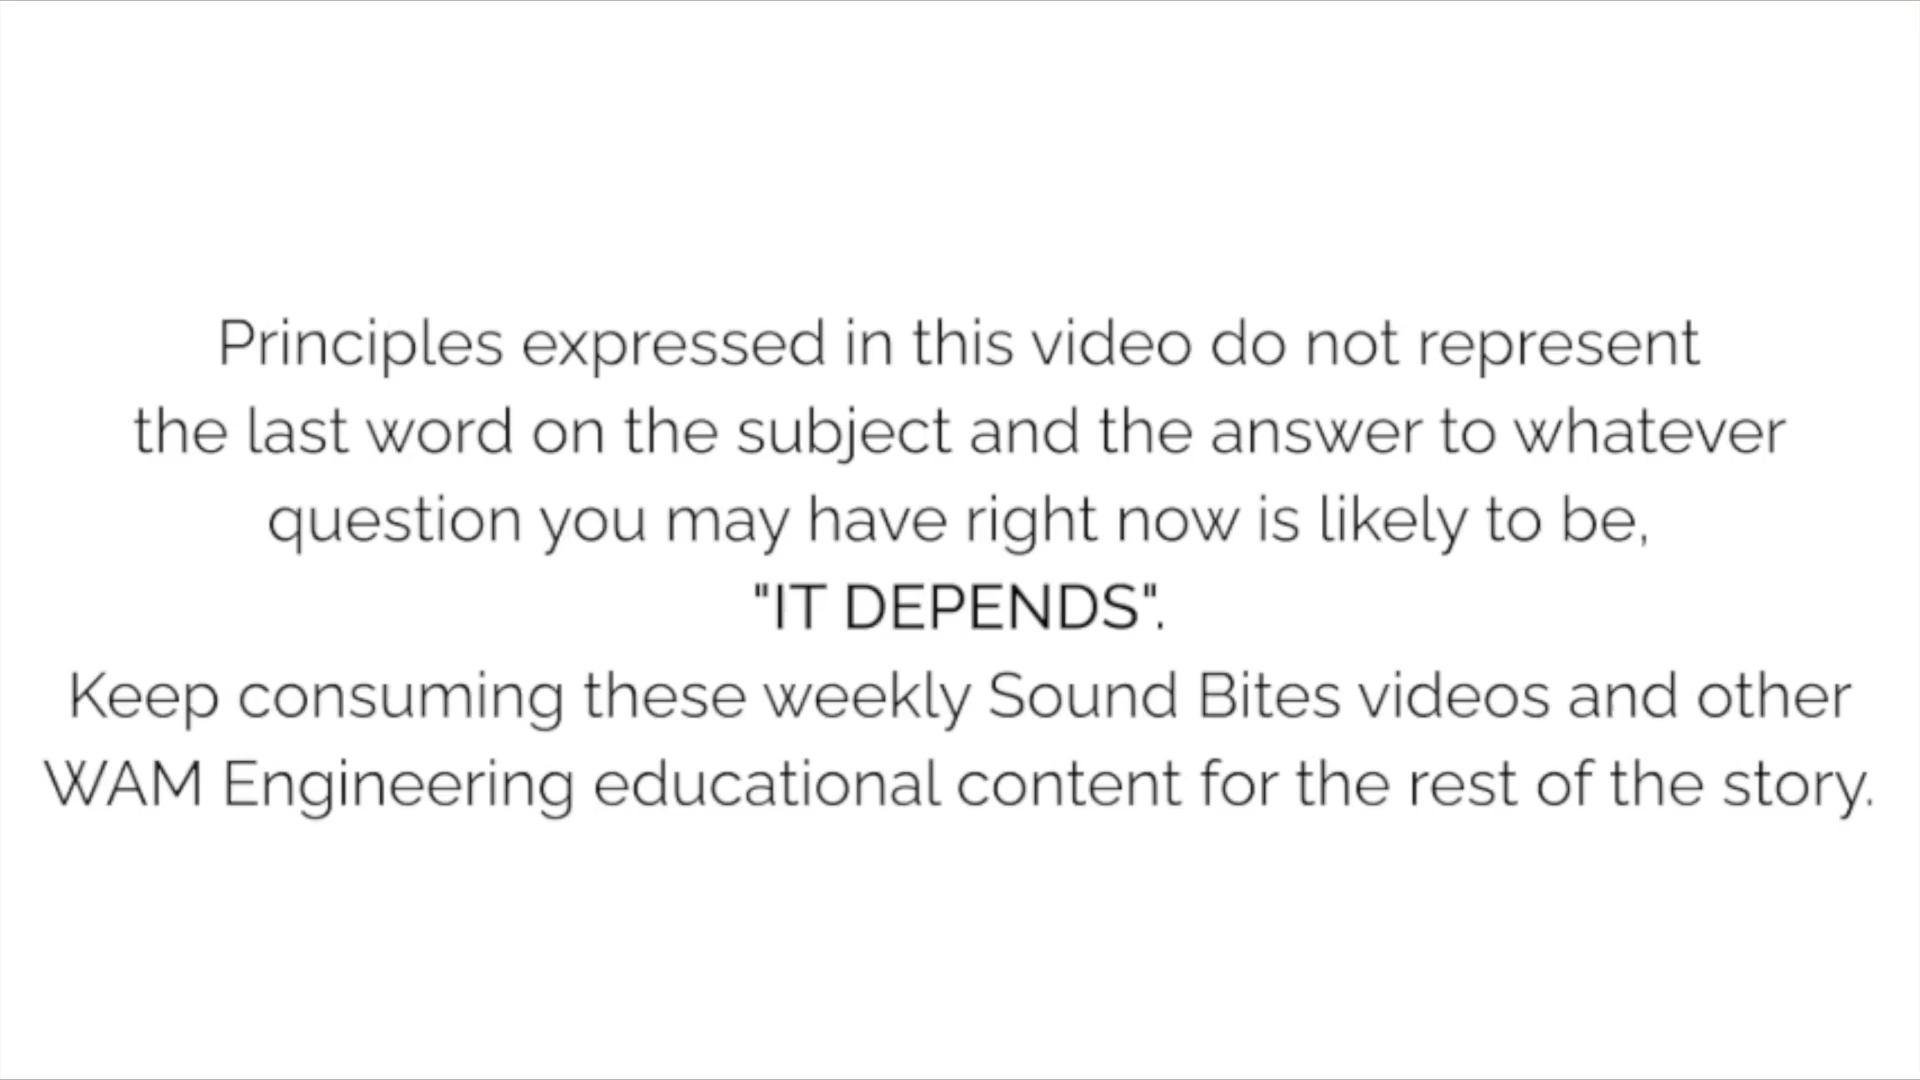 Principles expressed in this video do not represent
the last word on the subject and the answer to whatever
question you may have right now is likely to be,
"IT DEPENDS".
Keep consuming these weekly Sound Bites videos and other
WAM Engineering educational content for the rest of the story.